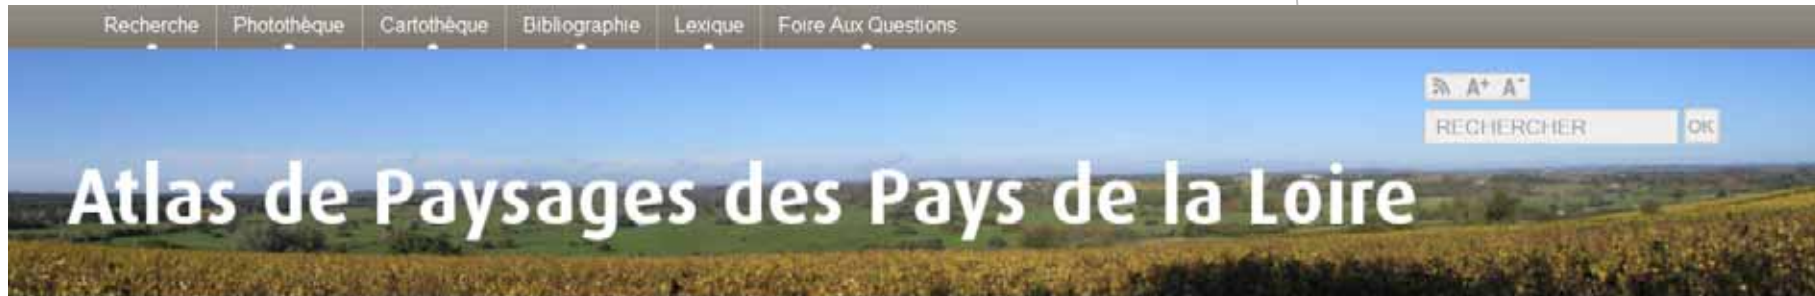 Recherche Photothèque Cartothèque Bibliographie Lexique Foire Aux Questions
A+ A-
RECHERCHER OK
Atlas de Paysages des Pays de la Loire